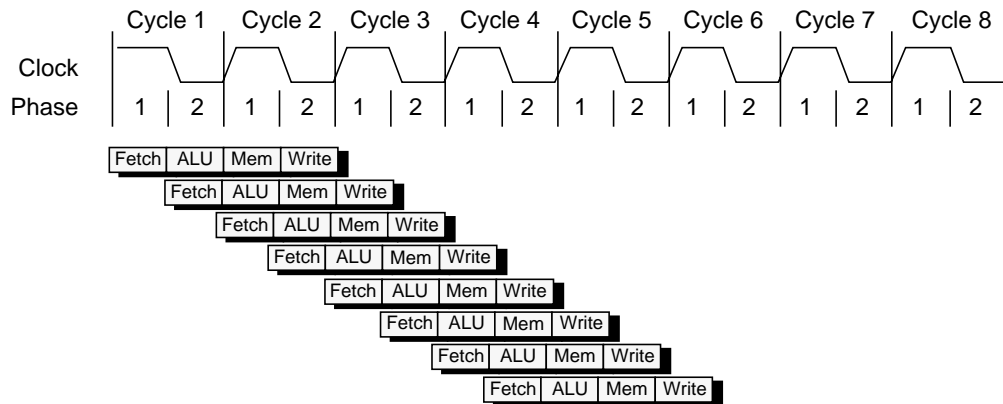 Cycle 1 Cycle 2 Cycle 3 Cycle 4 Cycle 5 Cycle 6 Cycle 7 Cycle 8
Clock
Phase 1 2 1 2 1 2 1 2 1 2 1 2 1 2 1 2
Fetch ALU Mem Write
Fetch ALU Mem Write
Fetch ALU Mem Write
Fetch ALU Mem Write
Fetch ALU Mem Write
Fetch ALU Mem Write
Fetch ALU Mem Write
Fetch ALU Mem Write